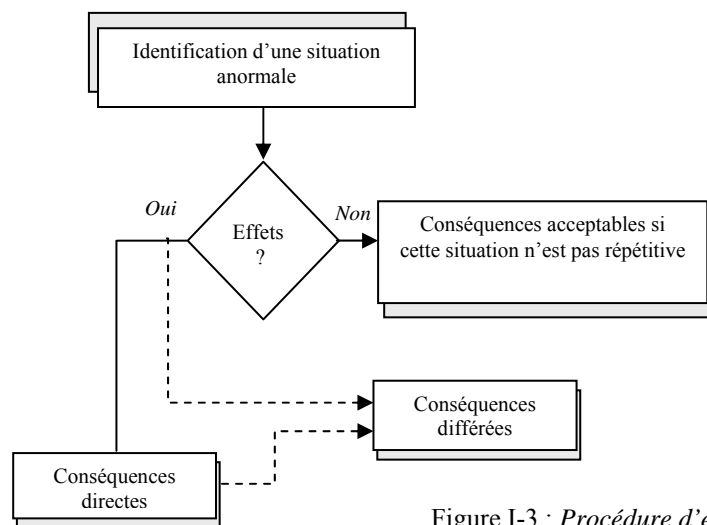 Identification d’une situation
anormale
Oui
Non
Effets
?
Conséquences acceptables si
cette situation n’est pas répétitive
Conséquences
différées
Conséquences
directes
Figure I-3 : Procédure d’é